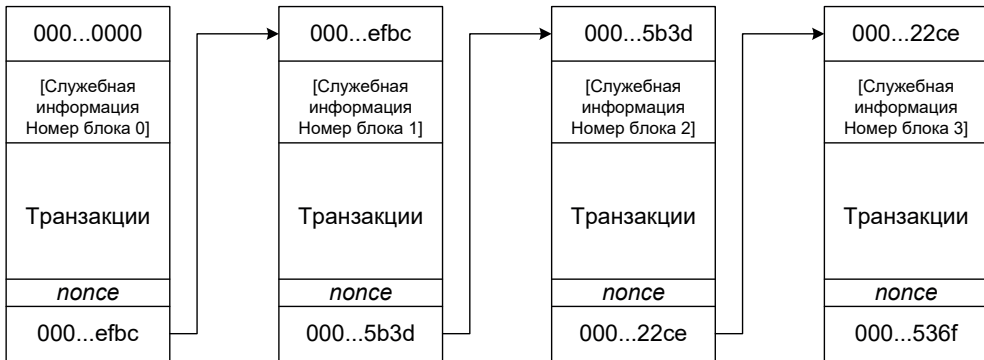 000...0000
[Служебная
информация
Номер блока 0]
Транзакции
nonce
000...efbc
000...efbc
[Служебная
информация
Номер блока 1]
Транзакции
nonce
000...5b3d
000...5b3d
[Служебная
информация
Номер блока 2]
Транзакции
nonce
000...22ce
000...22ce
[Служебная
информация
Номер блока 3]
Транзакции
nonce
000...536f